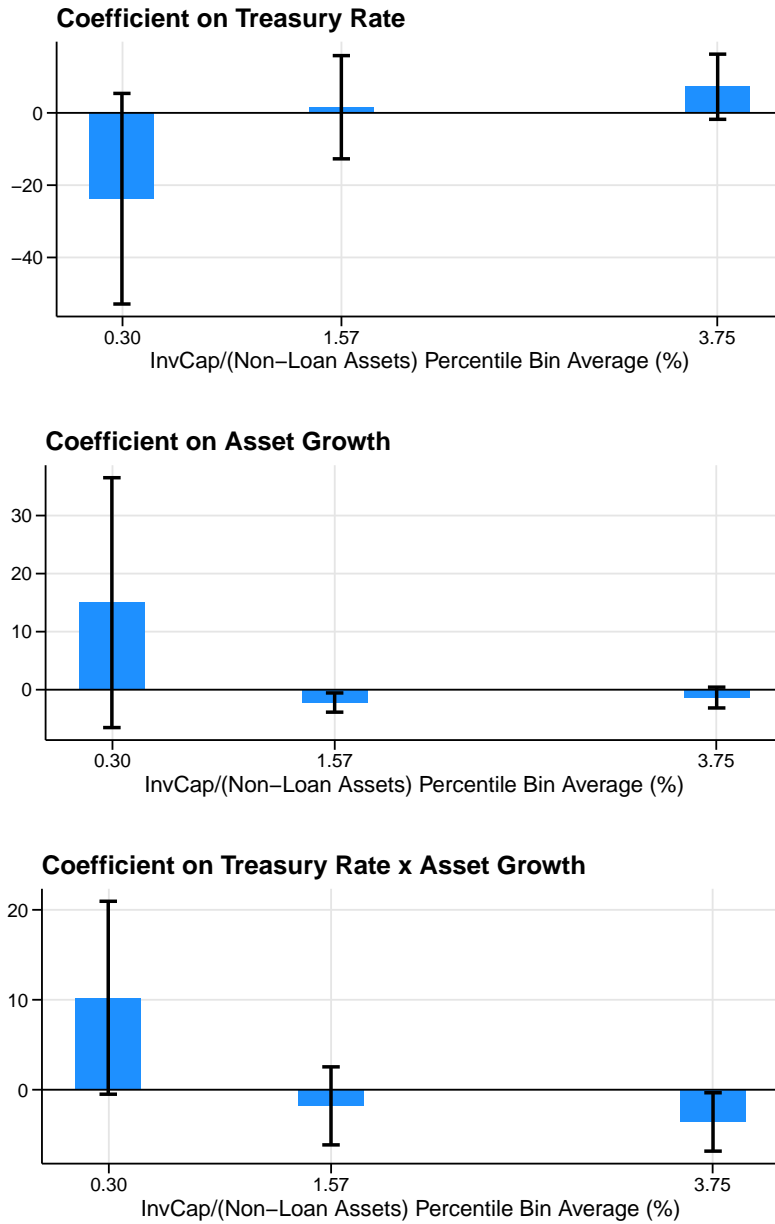 Coefficient on Treasury Rate
0
−20
−40
0.30 1.57 3.75
InvCap/(Non−Loan Assets) Percentile Bin Average (%)
Coefficient on Asset Growth
30
20
10
0
0.30 1.57 3.75
InvCap/(Non−Loan Assets) Percentile Bin Average (%)
Coefficient on Treasury Rate x Asset Growth
20
10
0
0.30 1.57 3.75
InvCap/(Non−Loan Assets) Percentile Bin Average (%)